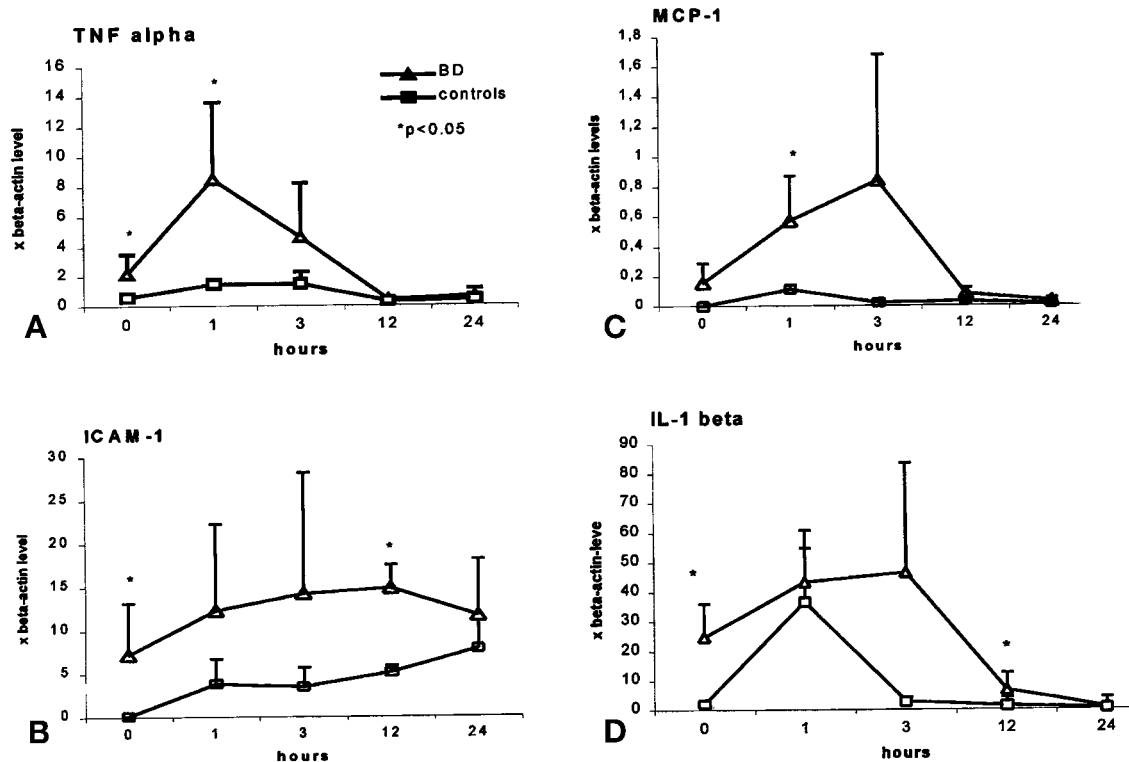 TNF alpha
16
14
12
10
8
6
4
2
0
x beta-actin level
*
*
BD
controls
*p<0.05
0 1 3 12 24
hours
A
MCP-1
1,8
1,6
1,4
1,2
1
0,8
0,6
0,4
0,2
0
x beta-actin levels
*
0 1 3 12 24
hours
C
ICAM-1
30
25
20
15
10
5
0
x beta-actin level
*
*
0 1 3 12 24
hours
B
IL-1 beta
90
80
70
60
50
40
30
20
10
0
x beta-actin-leve
*
*
0 1 3 12 24
hours
D